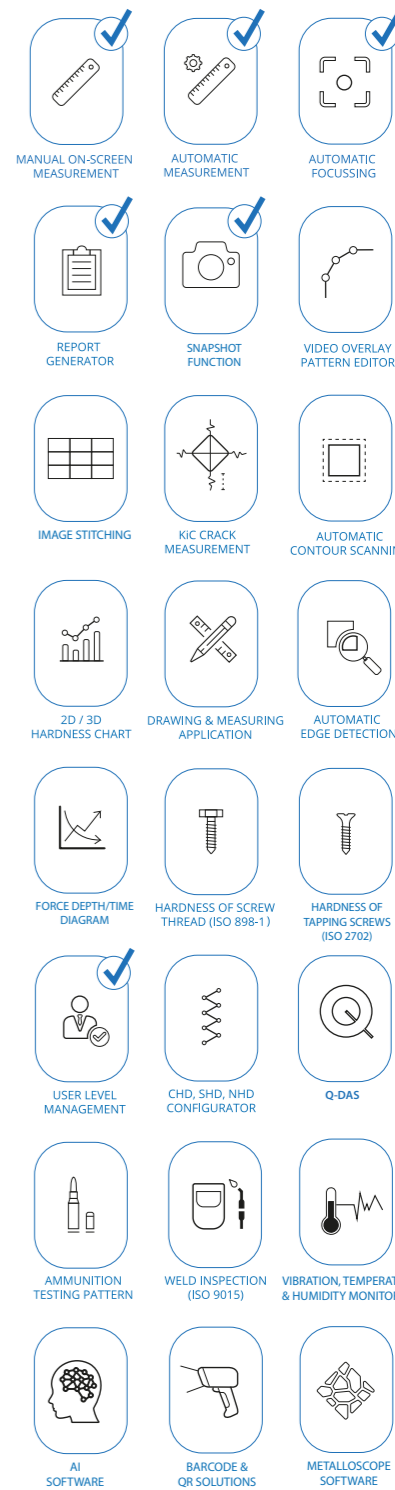 MANUAL ON-SCREEN
MEASUREMENT
AUTOMATIC
MEASUREMENT
AUTOMATIC
FOCUSSING
REPORT
GENERATOR
SNAPSHOT
FUNCTION
VIDEO OVERLAY
PATTERN EDITOR
IMAGE STITCHING
KiC CRACK
MEASUREMENT
AUTOMATIC
CONTOUR
2D / 3D
HARDNESS CHART
DRAWING & MEASURING
APPLICATION
AUTOMATIC
EDGE DETECTION
FORCE DEPTH/TIME
DIAGRAM
HARDNESS OF SCREW
THREAD (ISO 898-1)
HARDNESS OF
TAPPING SCREWS
(ISO 2702)
USER LEVEL
MANAGEMENT
CHD, SHD, NHD
CONFIGURATOR
Q-DAS
AMMUNITION
TESTING PATTERN
WELD INSPECTION
(ISO 9015)
VIBRATION,
& HUMIDITY
AI
SOFTWARE
BARCODE &
QR SOLUTIONS
METALLOSCOPE
SOFTWARE